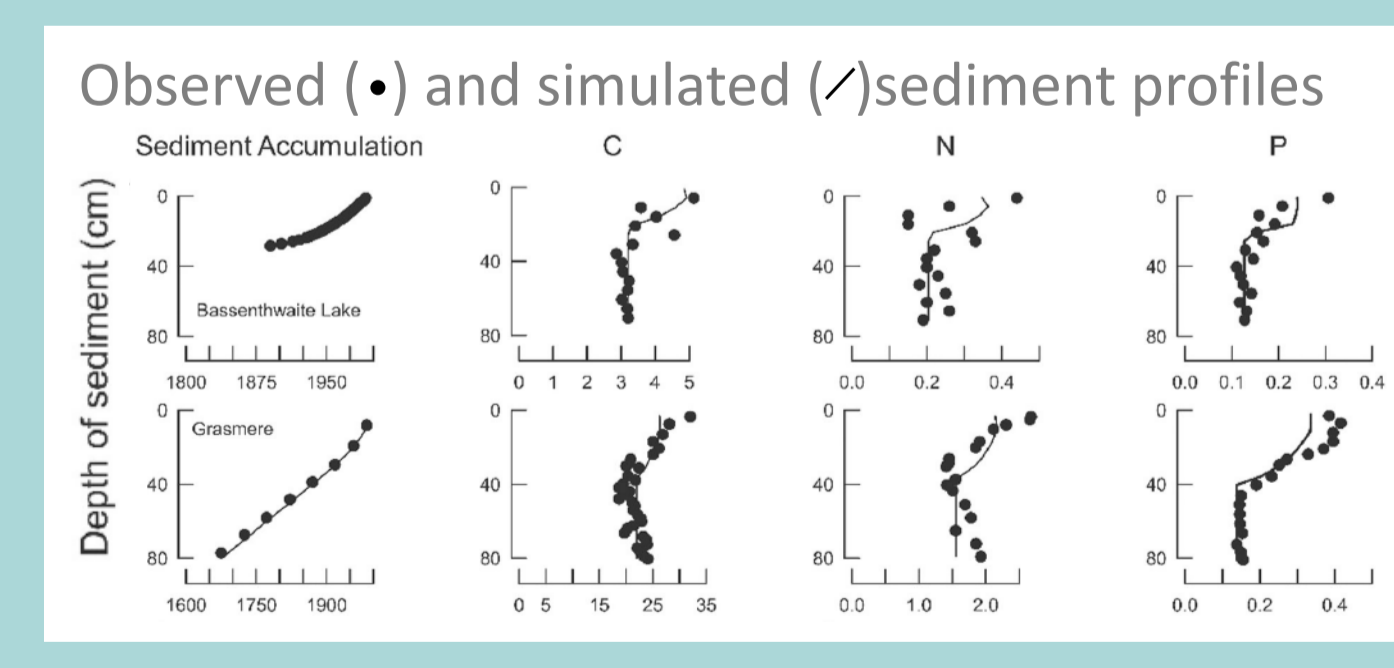 Observed (•) and simulated (/)sediment profiles
Sediment Accumulation C N P
Depth of sediment (cm)
0 0 0 0
40 40 40 40
Bassenthwaite Lake
80 80 80 80
1800 1875 1950 0 1 2 3 4 5 0.0 0.2 0.4 0.0 0.1 0.2 0.3 0.4
0 0 0 0
Grasmere
40 40 40 40
80 80 80 80
1600 1750 1900 0 5 15 25 35 0.0 1.0 2.0 0.0 0.2 0.4